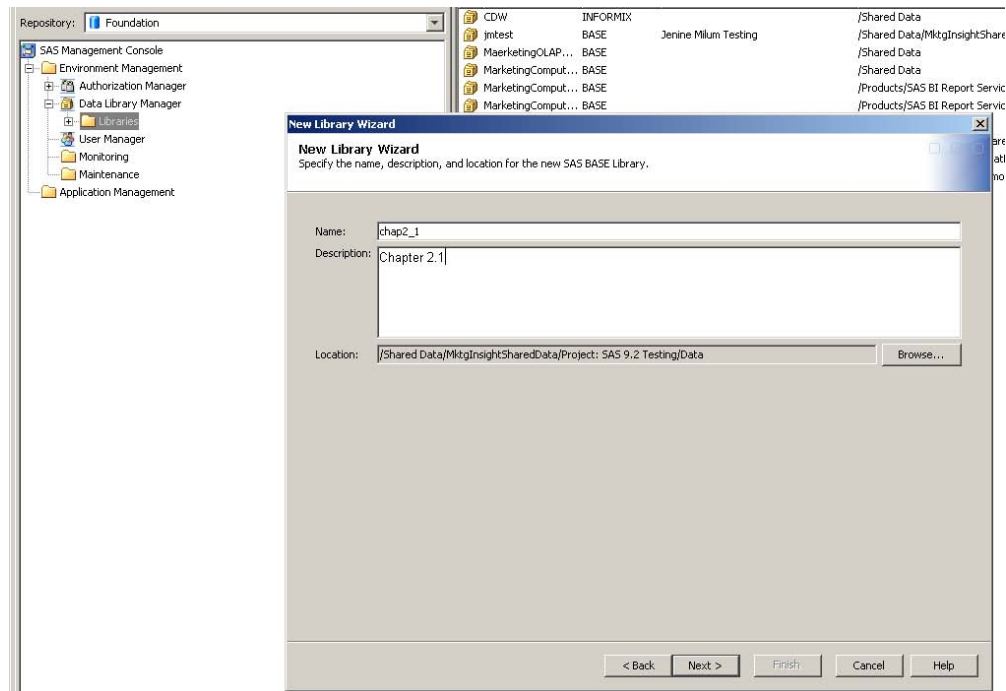 Repository: Foundation
SAS Management Console
Environment Management
Authorization Manager
Data Library Manager
Libraries
User Manager
Monitoring
Maintenance
Application Management
CDW INFORMIX /Shared Data
jmtest BASE Jenine Milum Testing /Shared Data/MktgInsightShare
MaerketingOLAP... BASE /Shared Data
MarketingComput... BASE /Shared Data
MarketingComput... BASE /Products/SAS BI Report Servic
MarketingComput... BASE /Products/SAS BI Report Servic
New Library Wizard
New Library Wizard
Specify the name, description, and location for the new SAS BASE Library.
Name: chap2_1
Description: Chapter 2.1
Location: /Shared Data/MktgInsightSharedData/Project: SAS 9.2 Testing/Data Browse...
< Back Next > Finish Cancel Help